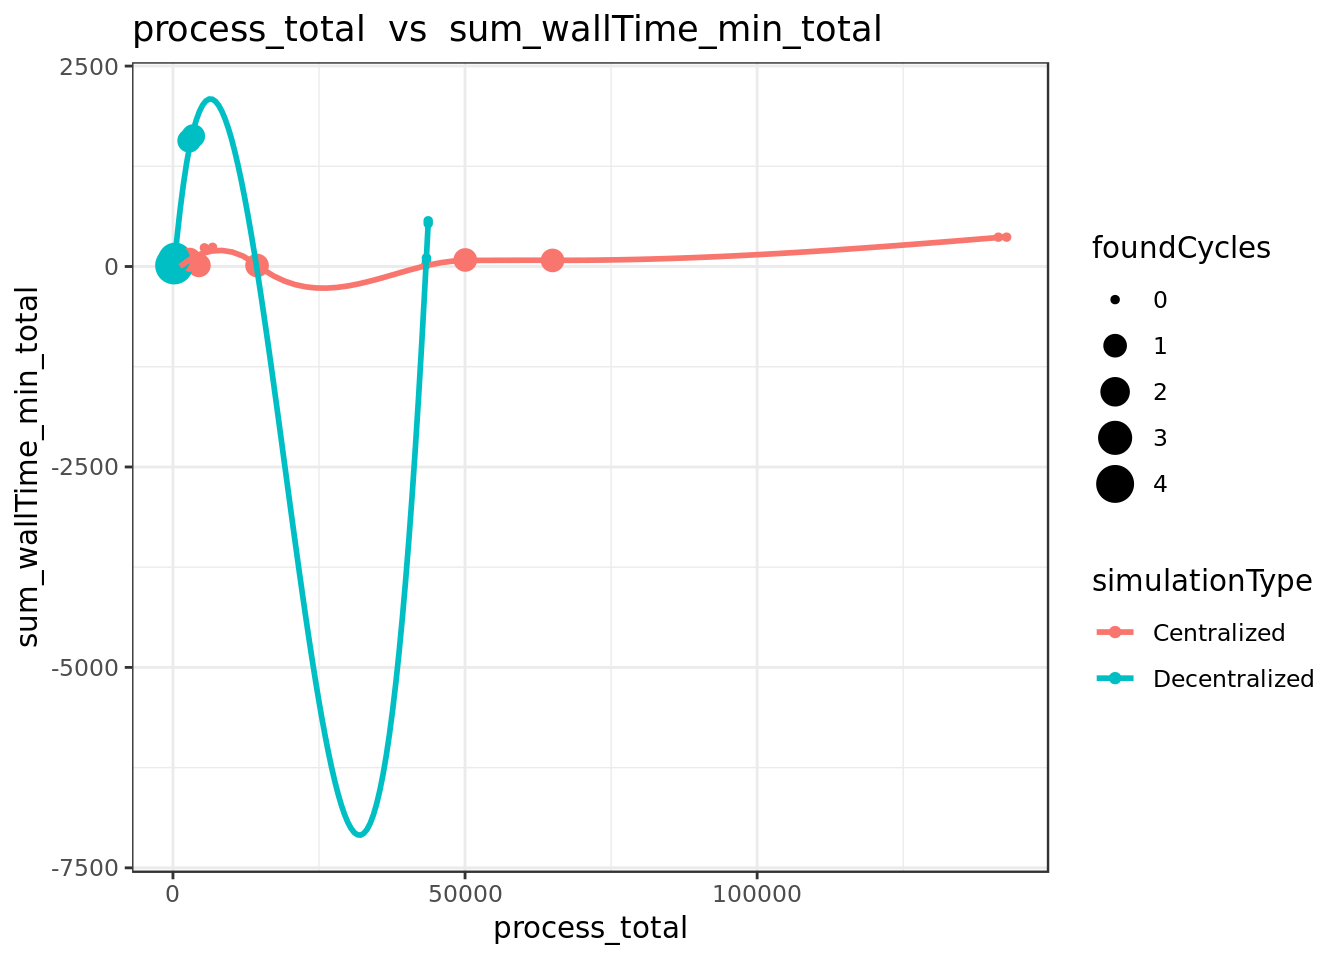 process_total  vs  sum_wallTime_min_total
sum_wallTime_min_total
2500
0
-2500
-5000
-7500
0
50000
100000
process_total
foundCycles
0
1
2
3
4
simulationType
Centralized
Decentralized